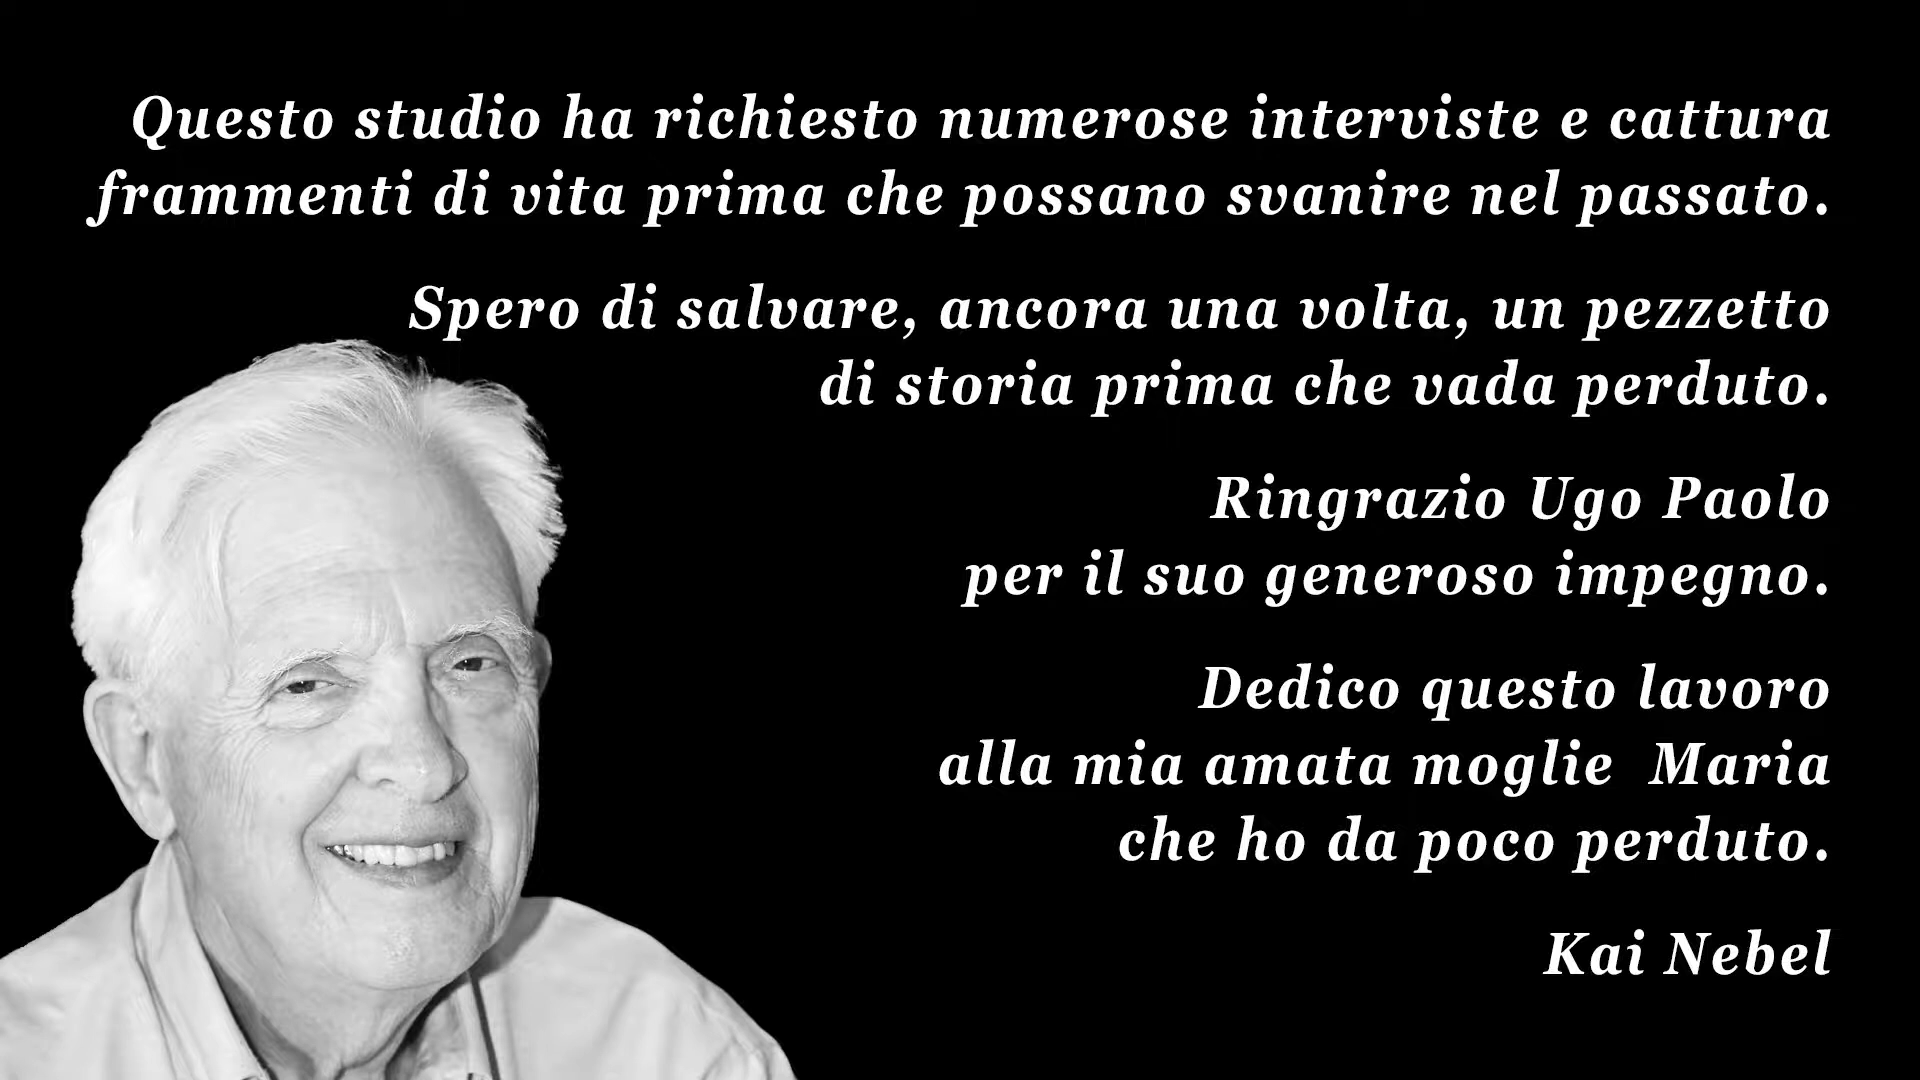 Questo studio ha richiesto numerose interviste e cattura
frammenti di vita prima che possano svanire nel passato.
Spero di salvare, ancora una volta, un pezzetto
di storia prima che vada perduto.
Ringrazio Ugo Paolo
per il suo generoso impegno.
Dedico questo lavoro
alla mia amata moglie  Maria
che ho da poco perduto.
Kai Nebel